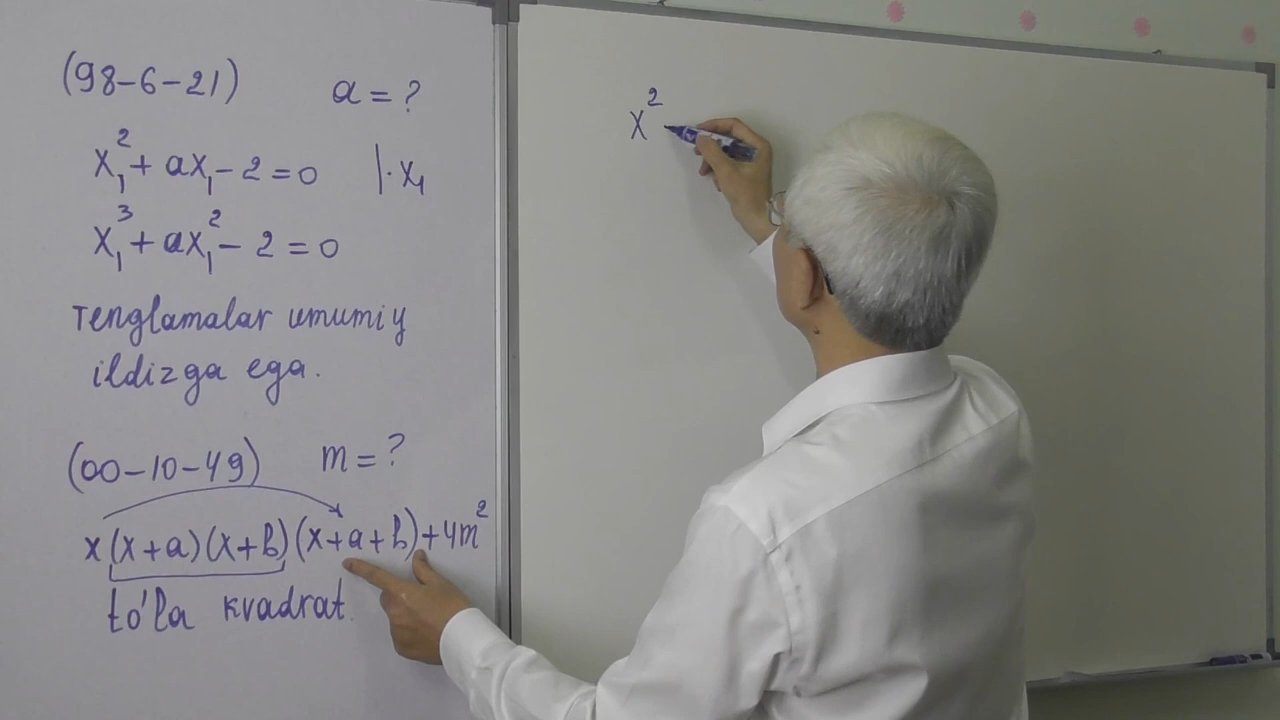 (98-6-21) a = ?
x₁² + ax₁ - 2 = 0 |· x₁
x₁³ + ax₁² - 2 = 0
Tenglamalar umumiy
ildizga ega.
(00-10-49) m = ?
x(x+a)(x+b)(x+a+b)+4m²
to'la kvadrat.
x²